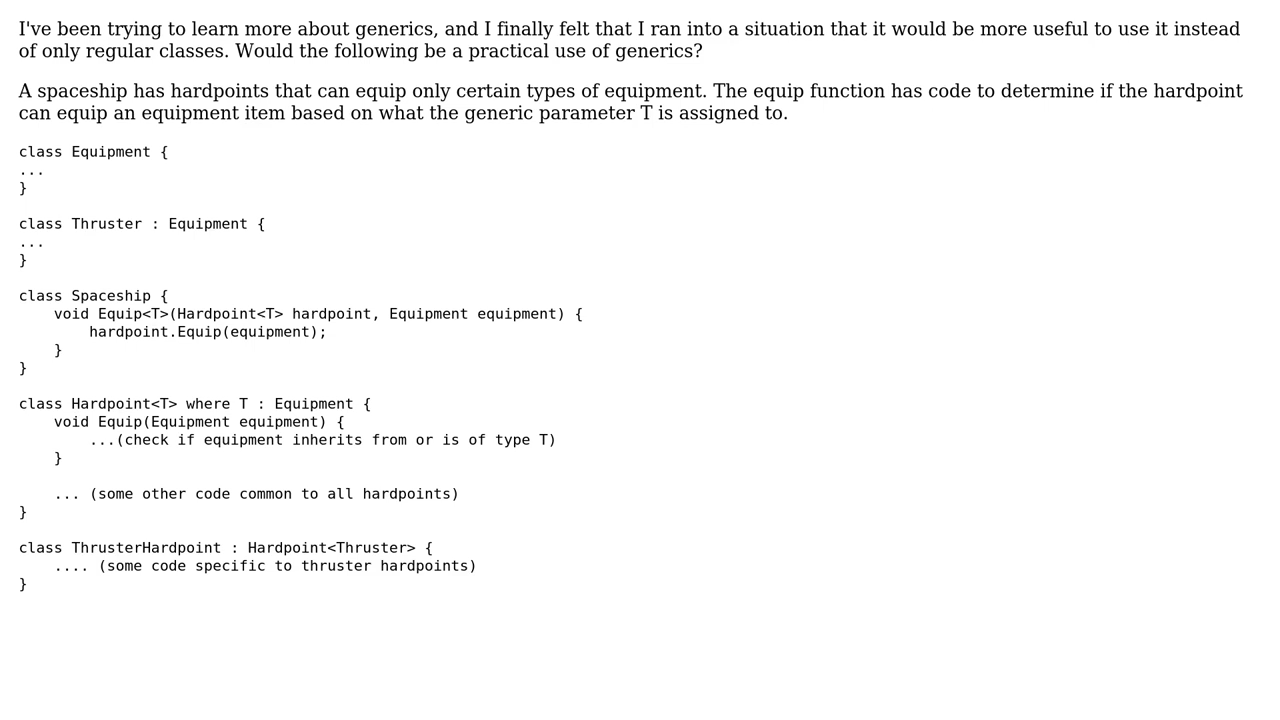 I've been trying to learn more about generics, and I finally felt that I ran into a situation that it would be more useful to use it instead
of only regular classes. Would the following be a practical use of generics?
A spaceship has hardpoints that can equip only certain types of equipment. The equip function has code to determine if the hardpoint
can equip an equipment item based on what the generic parameter T is assigned to.
class Equipment {
...
}
class Thruster : Equipment {
...
}
class Spaceship {
    void Equip<T>(Hardpoint<T> hardpoint, Equipment equipment) {
        hardpoint.Equip(equipment);
    }
}
class Hardpoint<T> where T : Equipment {
    void Equip(Equipment equipment) {
        ...(check if equipment inherits from or is of type T)
    }
    ... (some other code common to all hardpoints)
}
class ThrusterHardpoint : Hardpoint<Thruster> {
    .... (some code specific to thruster hardpoints)
}